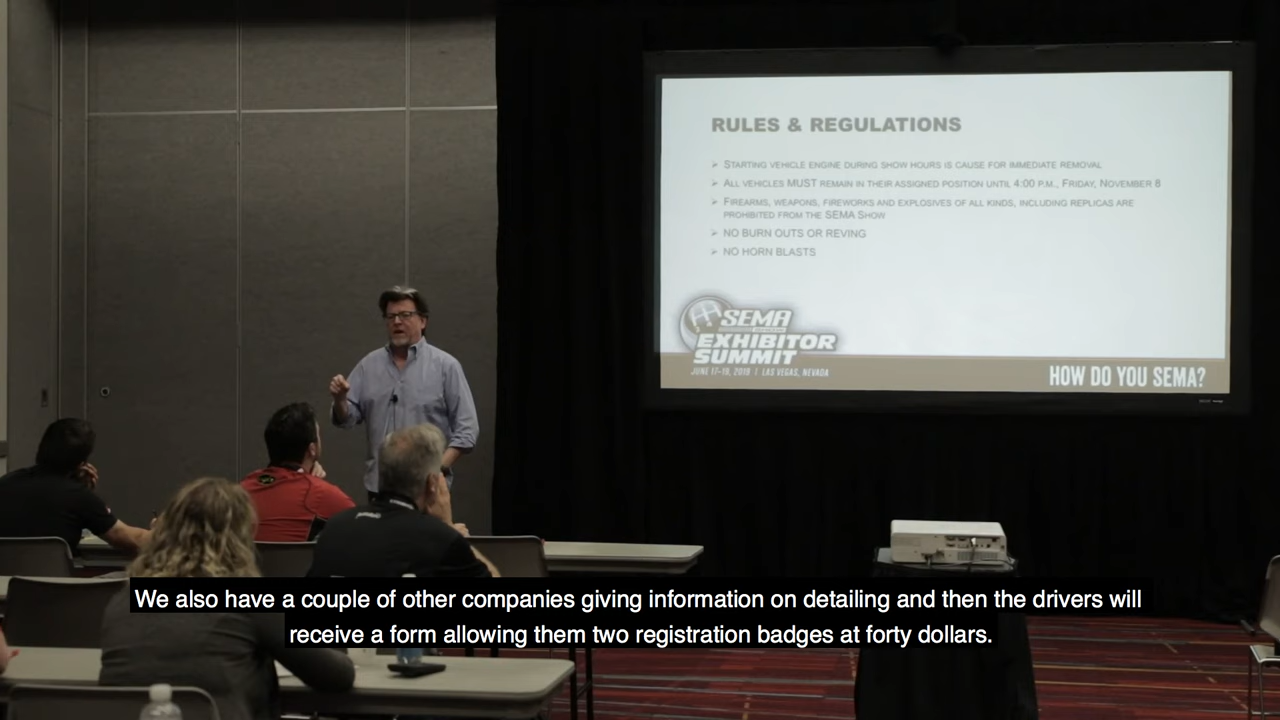 RULES & REGULATIONS
➢ STARTING VEHICLE ENGINE DURING SHOW HOURS IS CAUSE FOR IMMEDIATE REMOVAL
➢ ALL VEHICLES MUST REMAIN IN THEIR ASSIGNED POSITION UNTIL 4:00 P.M., FRIDAY, NOVEMBER 8
➢ FIREARMS, WEAPONS, FIREWORKS AND EXPLOSIVES OF ALL KINDS, INCLUDING REPLICAS ARE
PROHIBITED FROM THE SEMA SHOW
➢ NO BURN OUTS OR REVING
➢ NO HORN BLASTS
SEMA
EXHIBITOR
SUMMIT
JUNE 17-19, 2019 | LAS VEGAS, NEVADA
HOW DO YOU SEMA?
We also have a couple of other companies giving information on detailing and then the drivers will
receive a form allowing them two registration badges at forty dollars.